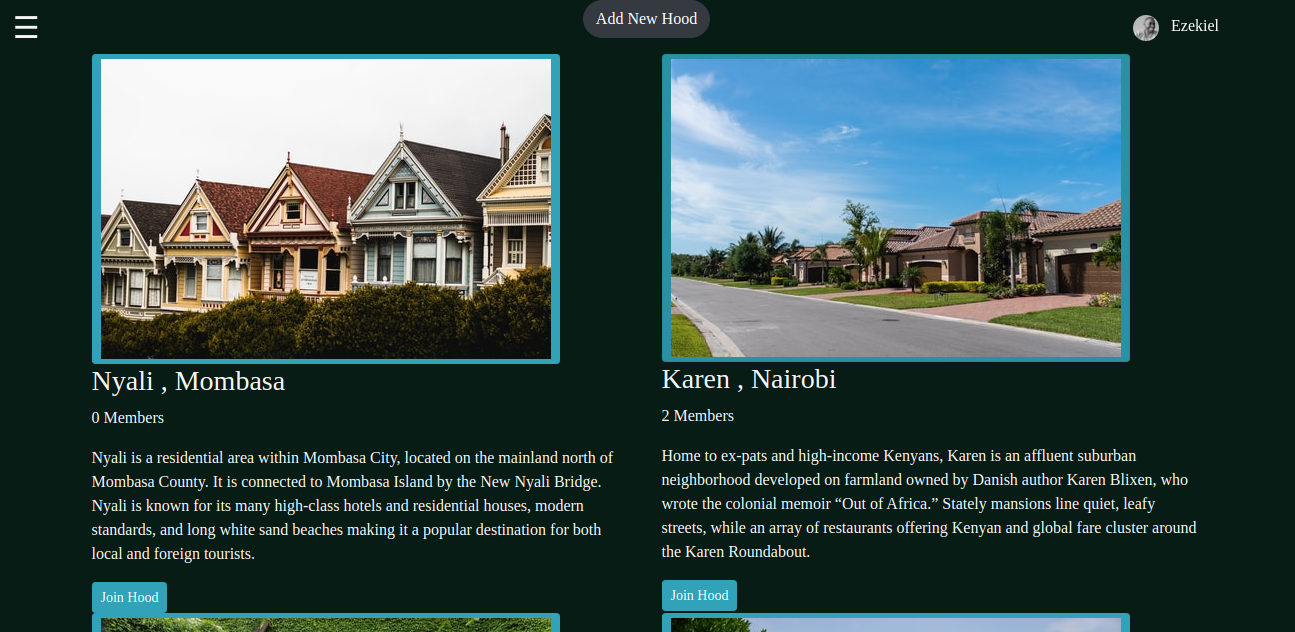 ☰
Add New Hood
Ezekiel
Nyali , Mombasa
0 Members
Nyali is a residential area within Mombasa City, located on the mainland north of
Mombasa County. It is connected to Mombasa Island by the New Nyali Bridge.
Nyali is known for its many high-class hotels and residential houses, modern
standards, and long white sand beaches making it a popular destination for both
local and foreign tourists.
Join Hood
Karen , Nairobi
2 Members
Home to ex-pats and high-income Kenyans, Karen is an affluent suburban
neighborhood developed on farmland owned by Danish author Karen Blixen, who
wrote the colonial memoir “Out of Africa.” Stately mansions line quiet, leafy
streets, while an array of restaurants offering Kenyan and global fare cluster around
the Karen Roundabout.
Join Hood